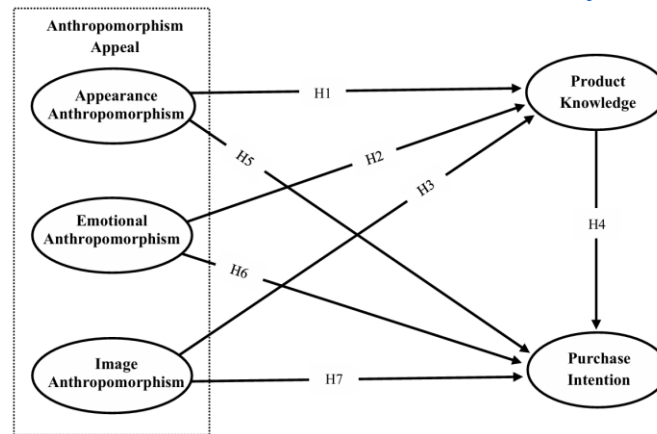 Anthropomorphism
Appeal
Appearance
Anthropomorphism
H1
Product
Knowledge
H5
H2
H3
Emotional
Anthropomorphism
H4
H6
Image
Anthropomorphism
H7
Purchase
Intention